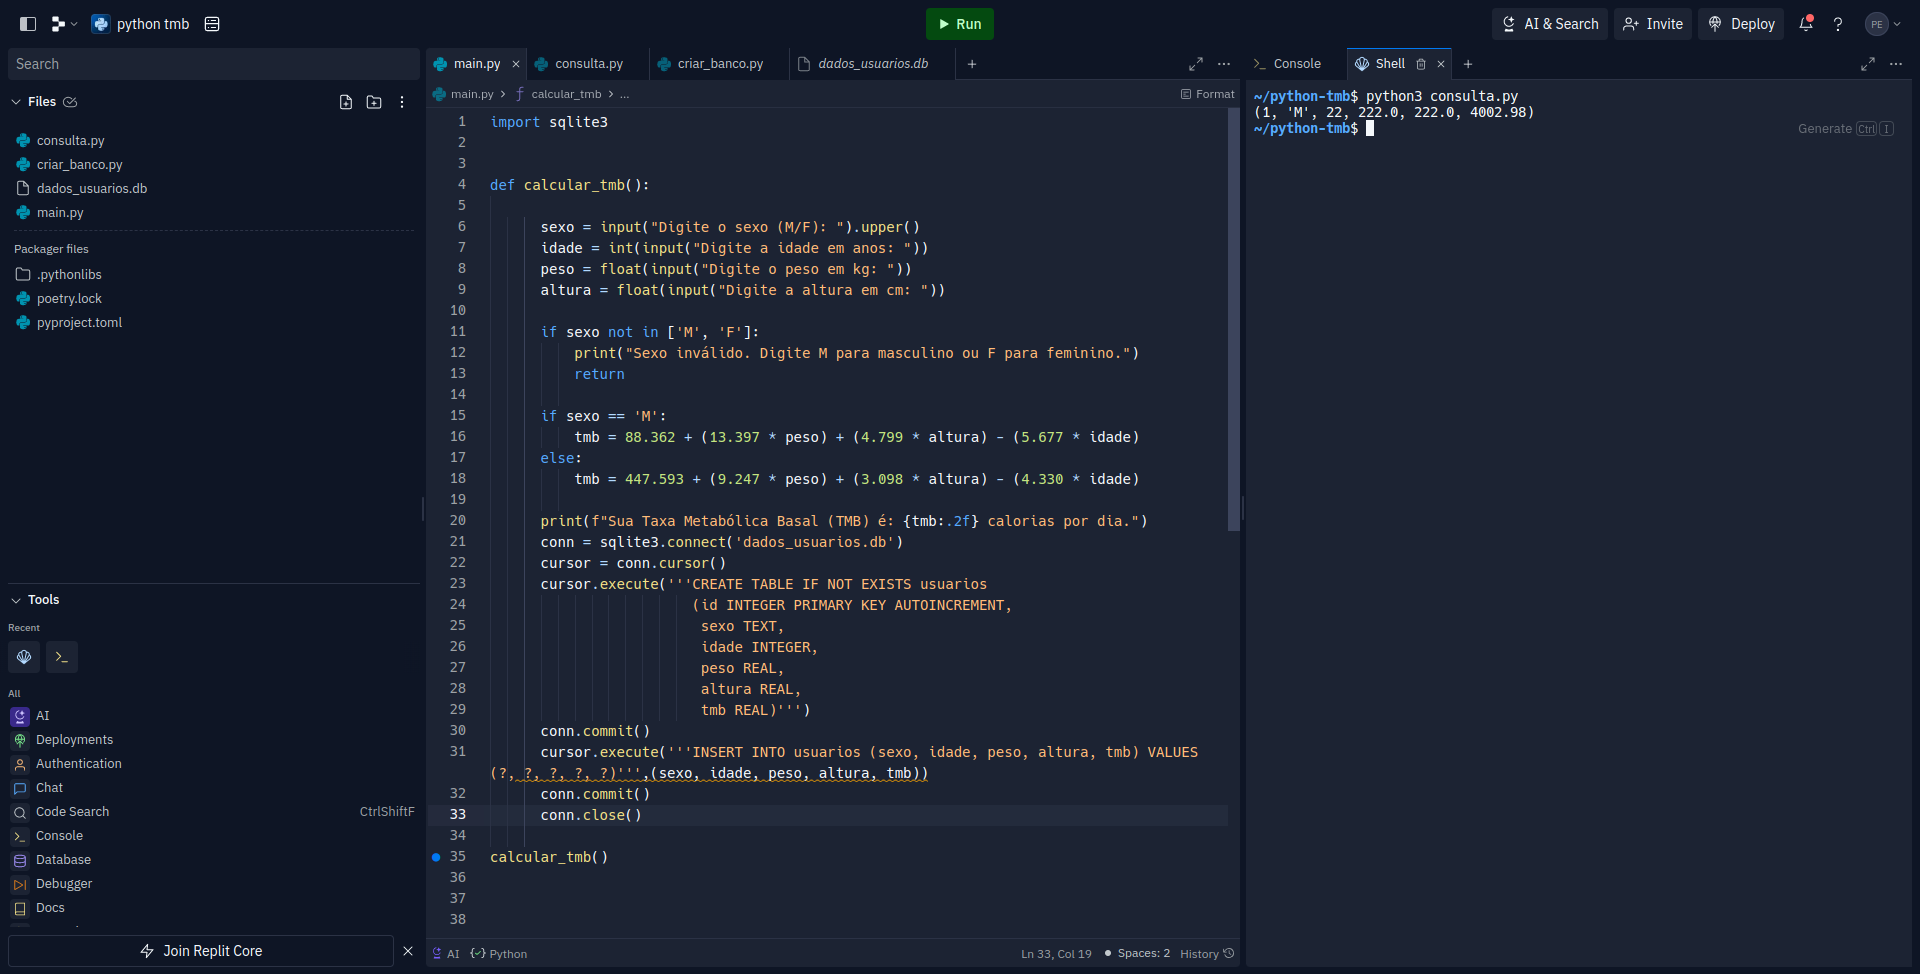 python tmb
Run
AI & Search
Invite
Deploy
PE
Search
Files
consulta.py
criar_banco.py
dados_usuarios.db
main.py
Packager files
.pythonlibs
poetry.lock
pyproject.toml
Tools
Recent
All
AI
Deployments
Authentication
Chat
Code Search CtrlShiftF
Console
Database
Debugger
Docs
Join Replit Core
main.py consulta.py criar_banco.py dados_usuarios.db
main.py > calcular_tmb > ...
Format
1 import sqlite3
2
3
4 def calcular_tmb():
5
6 sexo = input("Digite o sexo (M/F): ").upper()
7 idade = int(input("Digite a idade em anos: "))
8 peso = float(input("Digite o peso em kg: "))
9 altura = float(input("Digite a altura em cm: "))
10
11 if sexo not in ['M', 'F']:
12 print("Sexo inválido. Digite M para masculino ou F para feminino.")
13 return
14
15 if sexo == 'M':
16 tmb = 88.362 + (13.397 * peso) + (4.799 * altura) - (5.677 * idade)
17 else:
18 tmb = 447.593 + (9.247 * peso) + (3.098 * altura) - (4.330 * idade)
19
20 print(f"Sua Taxa Metabólica Basal (TMB) é: {tmb:.2f} calorias por dia.")
21 conn = sqlite3.connect('dados_usuarios.db')
22 cursor = conn.cursor()
23 cursor.execute('''CREATE TABLE IF NOT EXISTS usuarios
24 (id INTEGER PRIMARY KEY AUTOINCREMENT,
25 sexo TEXT,
26 idade INTEGER,
27 peso REAL,
28 altura REAL,
29 tmb REAL)''')
30 conn.commit()
31 cursor.execute('''INSERT INTO usuarios (sexo, idade, peso, altura, tmb) VALUES
(?, ?, ?, ?, ?)''',(sexo, idade, peso, altura, tmb))
32 conn.commit()
33 conn.close()
34
35 calcular_tmb()
36
37
38
AI Python
Ln 33, Col 19 Spaces: 2 History
Console Shell
~/python-tmb$ python3 consulta.py
(1, 'M', 22, 222.0, 222.0, 4002.98)
~/python-tmb$
Generate Ctrl I